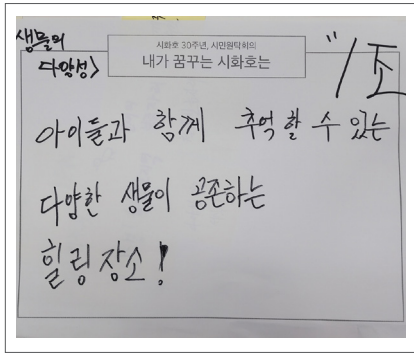 생물의
다양성>
시화호 30주년, 시민원탁회의
내가 꿈꾸는 시화호는
"1조
아이들과 함께 추억할 수 있는
다양한 생물이 공존하는
힐링장소!